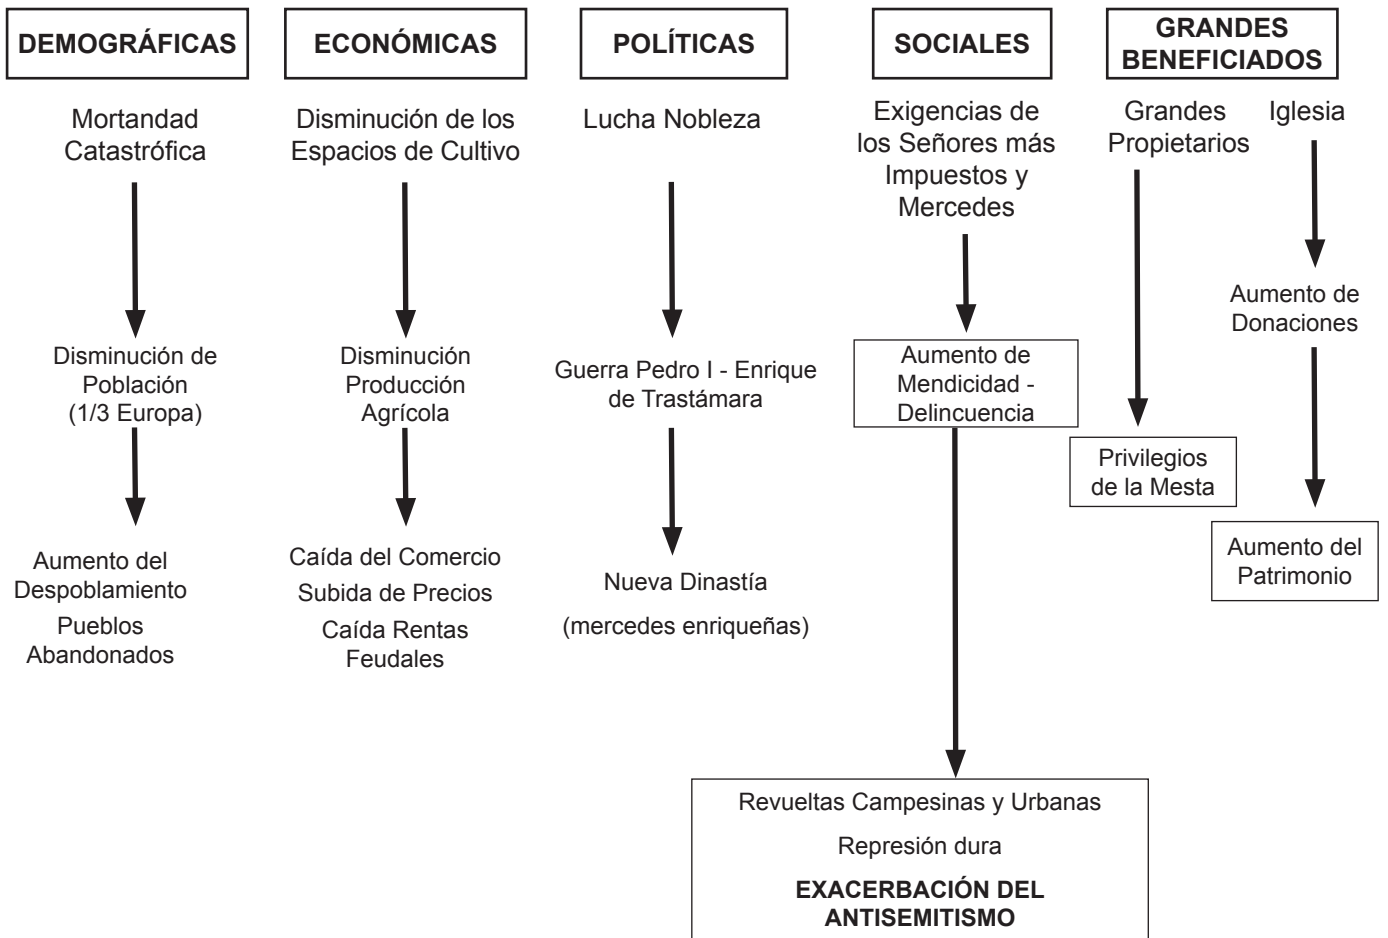 DEMOGRÁFICAS
Mortandad
Catastrófica
Disminución de
Población
(1/3 Europa)
Aumento del
Despoblamiento
Pueblos
Abandonados
ECONÓMICAS
Disminución de los
Espacios de Cultivo
Disminución
Producción
Agrícola
Caída del Comercio
Subida de Precios
Caída Rentas
Feudales
POLÍTICAS
Lucha Nobleza
Guerra Pedro I - Enrique
de Trastámara
Nueva Dinastía
(mercedes enriqueñas)
SOCIALES
Exigencias de
los Señores más
Impuestos y
Mercedes
Aumento de
Mendicidad -
Delincuencia
Revueltas Campesinas y Urbanas
Represión dura
EXACERBACIÓN DEL
ANTISEMITISMO
GRANDES
BENEFICIADOS
Grandes
Propietarios
Privilegios
de la Mesta
Iglesia
Aumento de
Donaciones
Aumento del
Patrimonio